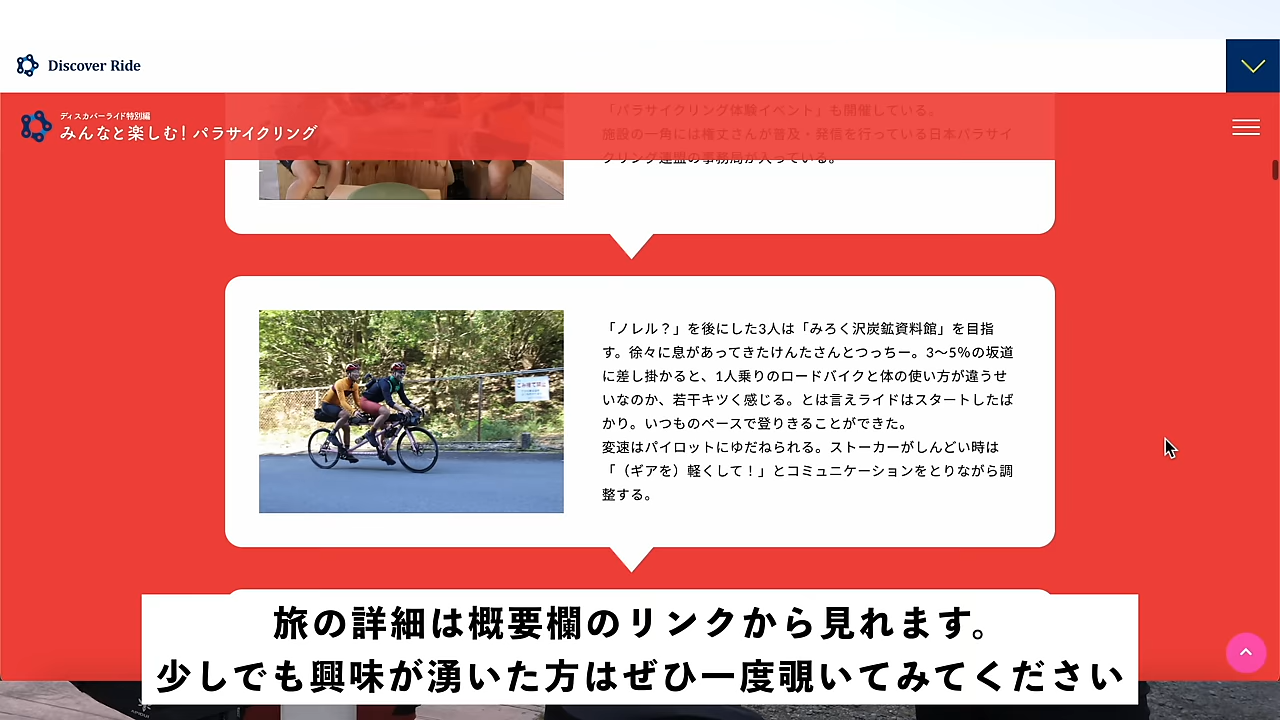 Discover Ride
ディスカバーライド特別編
みんなと楽しむ！パラサイクリング
「パラサイクリング体験イベント」も開催している。
施設の一角には権丈さんが普及・発信を行っている日本パラサイ
クリング連盟の事務局が入っている。
「ノレル？」を後にした3人は「みろく沢炭鉱資料館」を目指
す。徐々に息があってきたけんたさんとつっちー。3〜5％の坂道
に差し掛かると、1人乗りのロードバイクと体の使い方が違うせ
いなのか、若干キツく感じる。とは言えライドはスタートしたば
かり。いつものペースで登りきることができた。
変速はパイロットにゆだねられる。ストーカーがしんどい時は
「（ギアを）軽くして！」とコミュニケーションをとりながら調
整する。
旅の詳細は概要欄のリンクから見れます。
少しでも興味が湧いた方はぜひ一度覗いてみてください